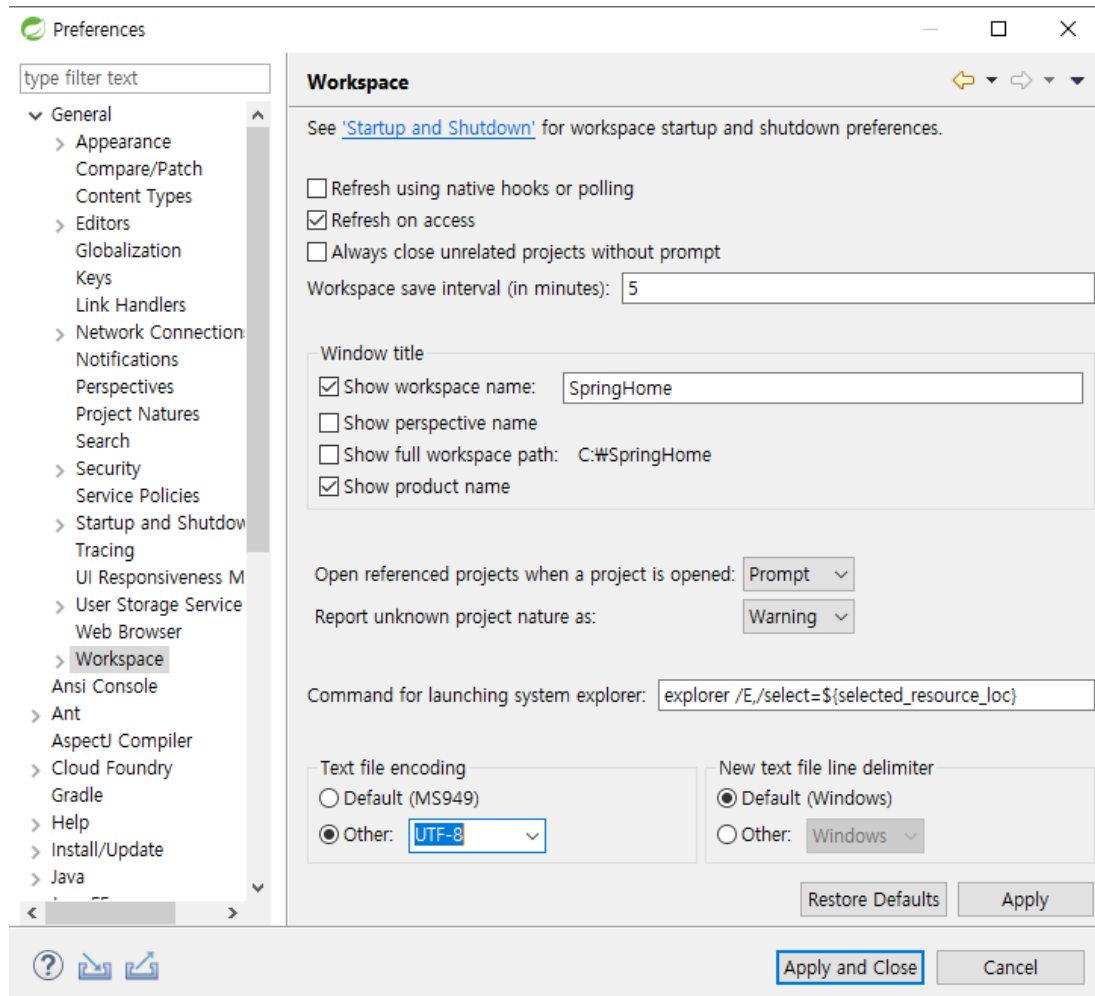 Preferences
type filter text
General
Appearance
Compare/Patch
Content Types
Editors
Globalization
Keys
Link Handlers
Network Connection
Notifications
Perspectives
Project Natures
Search
Security
Service Policies
Startup and Shutdow
Tracing
UI Responsiveness M
User Storage Service
Web Browser
Workspace
Ansi Console
Ant
AspectJ Compiler
Cloud Foundry
Gradle
Help
Install/Update
Java
Workspace
See 'Startup and Shutdown' for workspace startup and shutdown preferences.
Refresh using native hooks or polling
Refresh on access
Always close unrelated projects without prompt
Workspace save interval (in minutes): 5
Window title
Show workspace name: SpringHome
Show perspective name
Show full workspace path: C:₩SpringHome
Show product name
Open referenced projects when a project is opened: Prompt
Report unknown project nature as: Warning
Command for launching system explorer: explorer /E,/select=${selected_resource_loc}
Text file encoding
Default (MS949)
Other: UTF-8
New text file line delimiter
Default (Windows)
Other: Windows
Restore Defaults Apply
Apply and Close Cancel